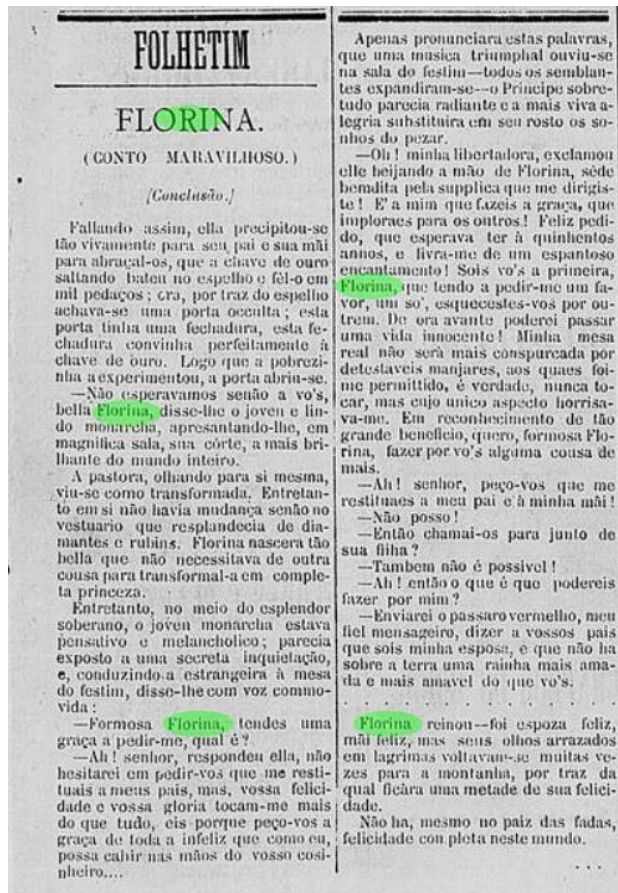 FOLHETIM
FLORINA.
(CONTO MARAVILHOSO.)
[Conclusão.]
Fallando assim, ella precipitou-se
tão vivamente para seu pai e sua mãi
para abraçal-os, que a chave de ouro
saltando bateu no espelho e fêl-o em
mil pedaços; ora, por traz do espelho
achava-se uma porta occulta; esta
porta tinha uma fechadura, esta fe-
chadura convinha perfeitamente á
chave de ouro. Logo que a pobrezi-
nha a experimentou, a porta abriu-se.
—Não esperavamos senão a vo's,
bella Florina, disse-lhe o joven e lin-
do monarcha, apresantando-lhe, em
magnifica sala, sua côrte, a mais bri-
lhante do mundo inteiro.
A pastora, olhando para si mesma,
viu-se como transformada. Entretan-
to em si não havia mudança senão no
vestuario que resplandecia de dia-
mantes e rubins. Florina nascera tão
bella que não necessitava de outra
cousa para transformal-a em comple-
ta princeza.
Entretanto, no meio do esplendor
soberano, o joven monarcha estava
pensativo e melancholico; parecia
exposto a uma secreta inquietação,
e, conduzindo a estrangeira à mesa
do festim, disse-lhe com voz commo-
vida:
—Formosa Florina, tendes uma
graça a pedir-me, qual é?
—Ah! senhor, respondeu ella, não
hesitarei em pedir-vos que me resti-
tuais a meus pais, mas, vossa felici-
dade e vossa gloria tocam-me mais
do que tudo, eis porque peço-vos a
graça de toda a infeliz que como eu,
possa cahir nas mãos do vosso cosi-
nheiro....
Apenas pronunciara estas palavras,
que uma musica triumphal ouviu-se
na sala do festim—todos os semblan-
tes expandiram-se--o Principe sobre-
tudo parecia radiante e a mais viva a-
legria substituira em seu rosto os so-
nhos do pezar.
—Oh! minha libertadora, exclamou
elle beijando a mão de Florina, sêde
bemdita pela supplica que me dirigis-
te! E' a mim que fazeis a graça, que
imploraes para os outros! Feliz pedi-
do, que esperava ter à quinhentos
annos, e livra-me de um espantoso
encantamento! Sois vo's a primeira,
Florina, que tendo a pedir-me um fa-
vor, um so', esquecestes-vos por ou-
trem. De ora avante poderei passar
uma vida innocente! Minha mesa
real não será mais conspurcada por
detestaveis manjares, aos quaes foi-
me permittido, é verdade, nunca to-
car, mas cujo unico aspecto horrisa-
va-me. Em reconhecimento de tão
grande beneficio, quero, formosa Flo-
rina, fazer por vo's alguma cousa de
mais.
—Ah! senhor, peço-vos que me
restituaes a meu pai e à minha mãi!
—Não posso!
—Então chamai-os para junto de
sua filha?
—Tambem não é possivel!
—Ah! então o que é que podereis
fazer por mim?
—Enviarei o passaro vermelho, meu
fiel mensageiro, dizer a vossos pais
que sois minha esposa, e que não ha
sobre a terra uma rainha mais ama-
da e mais amavel do que vo's.
. . . . . . . . . . . . . . . .
Florina reinou--foi espoza feliz,
mãi feliz, mas seus olhos arrazados
em lagrimas voltavam-se muitas ve-
zes para a montanha, por traz da
qual ficàra uma metade de sua felici-
dade.
Não ha, mesmo no paiz das fadas,
felicidade con pleta neste mundo.
. . .